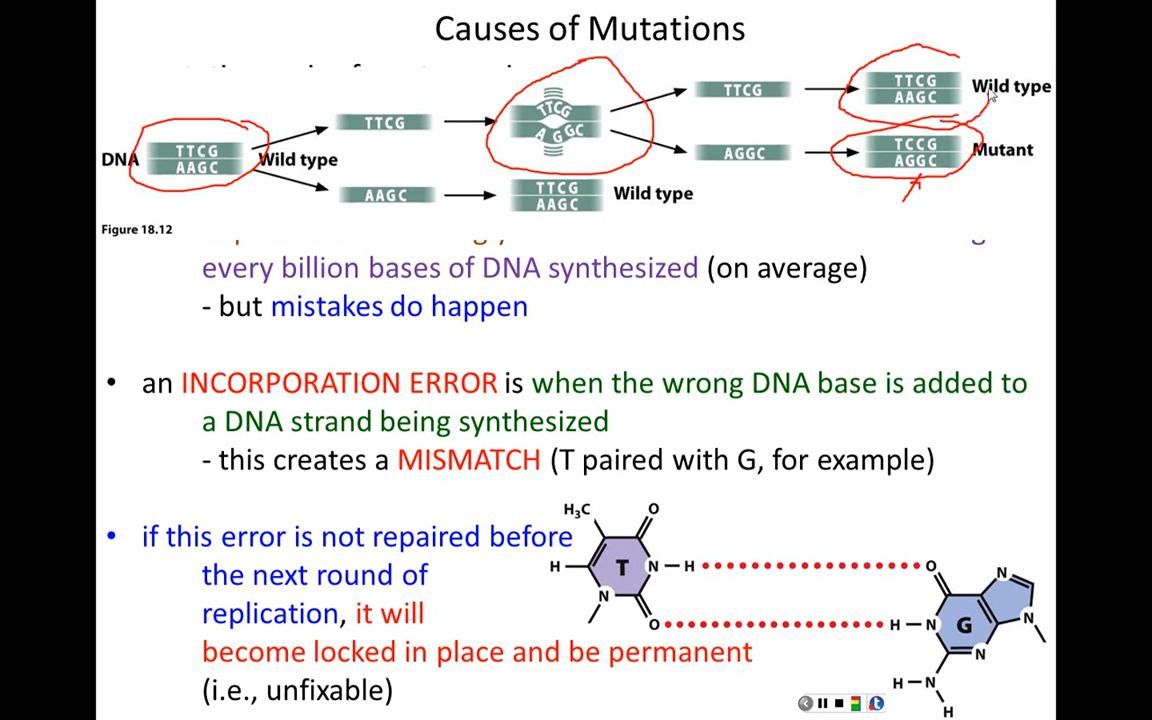 Causes of Mutations
TTCG
AAGC
DNA
Wild type
TTCG
AAGC
TTCG
AGGC
TTCG
AAGC
Wild type
TTCG
AGGC
TTCG
AAGC
Wild type
TCCG
AGGC
Mutant
Figure 18.12
every billion bases of DNA synthesized (on average)
- but mistakes do happen
• an INCORPORATION ERROR is when the wrong DNA base is added to
a DNA strand being synthesized
- this creates a MISMATCH (T paired with G, for example)
• if this error is not repaired before
the next round of
replication, it will
become locked in place and be permanent
(i.e., unfixable)
H₃C
O
H
T
N
H
N
O
O
N
H
N
G
N
N
H
N
H